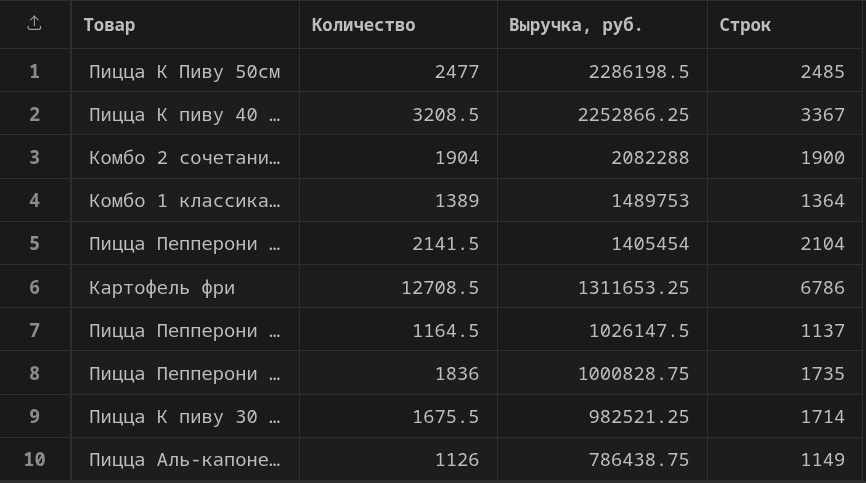 Товар Количество Выручка, руб. Строк
1 Пицца К Пиву 50см 2477 2286198.5 2485
2 Пицца К пиву 40 … 3208.5 2252866.25 3367
3 Комбо 2 сочетани… 1904 2082288 1900
4 Комбо 1 классика… 1389 1489753 1364
5 Пицца Пепперони … 2141.5 1405454 2104
6 Картофель фри 12708.5 1311653.25 6786
7 Пицца Пепперони … 1164.5 1026147.5 1137
8 Пицца Пепперони … 1836 1000828.75 1735
9 Пицца К пиву 30 … 1675.5 982521.25 1714
10 Пицца Аль-капоне… 1126 786438.75 1149